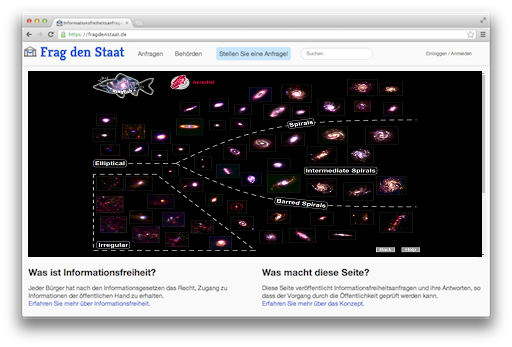 Informationsfreiheitsanfrag
https://fragdenstaat.de
Frag den Staat
Anfragen
Behörden
Stellen Sie eine Anfrage!
Suchen
Einloggen / Anmelden
herschel
Spirals
Elliptical
Intermediate Spirals
Barred Spirals
Irregular
Back
Help
Was ist Informationsfreiheit?
Jeder Bürger hat nach den Informationsgesetzen das Recht, Zugang zu
Informationen der öffentlichen Hand zu erhalten.
Erfahren Sie mehr über Informationsfreiheit.
Was macht diese Seite?
Diese Seite veröffentlicht Informationsfreiheitsanfragen und ihre Antworten, so
dass der Vorgang durch die Öffentlichkeit geprüft werden kann.
Erfahren Sie mehr über das Konzept.